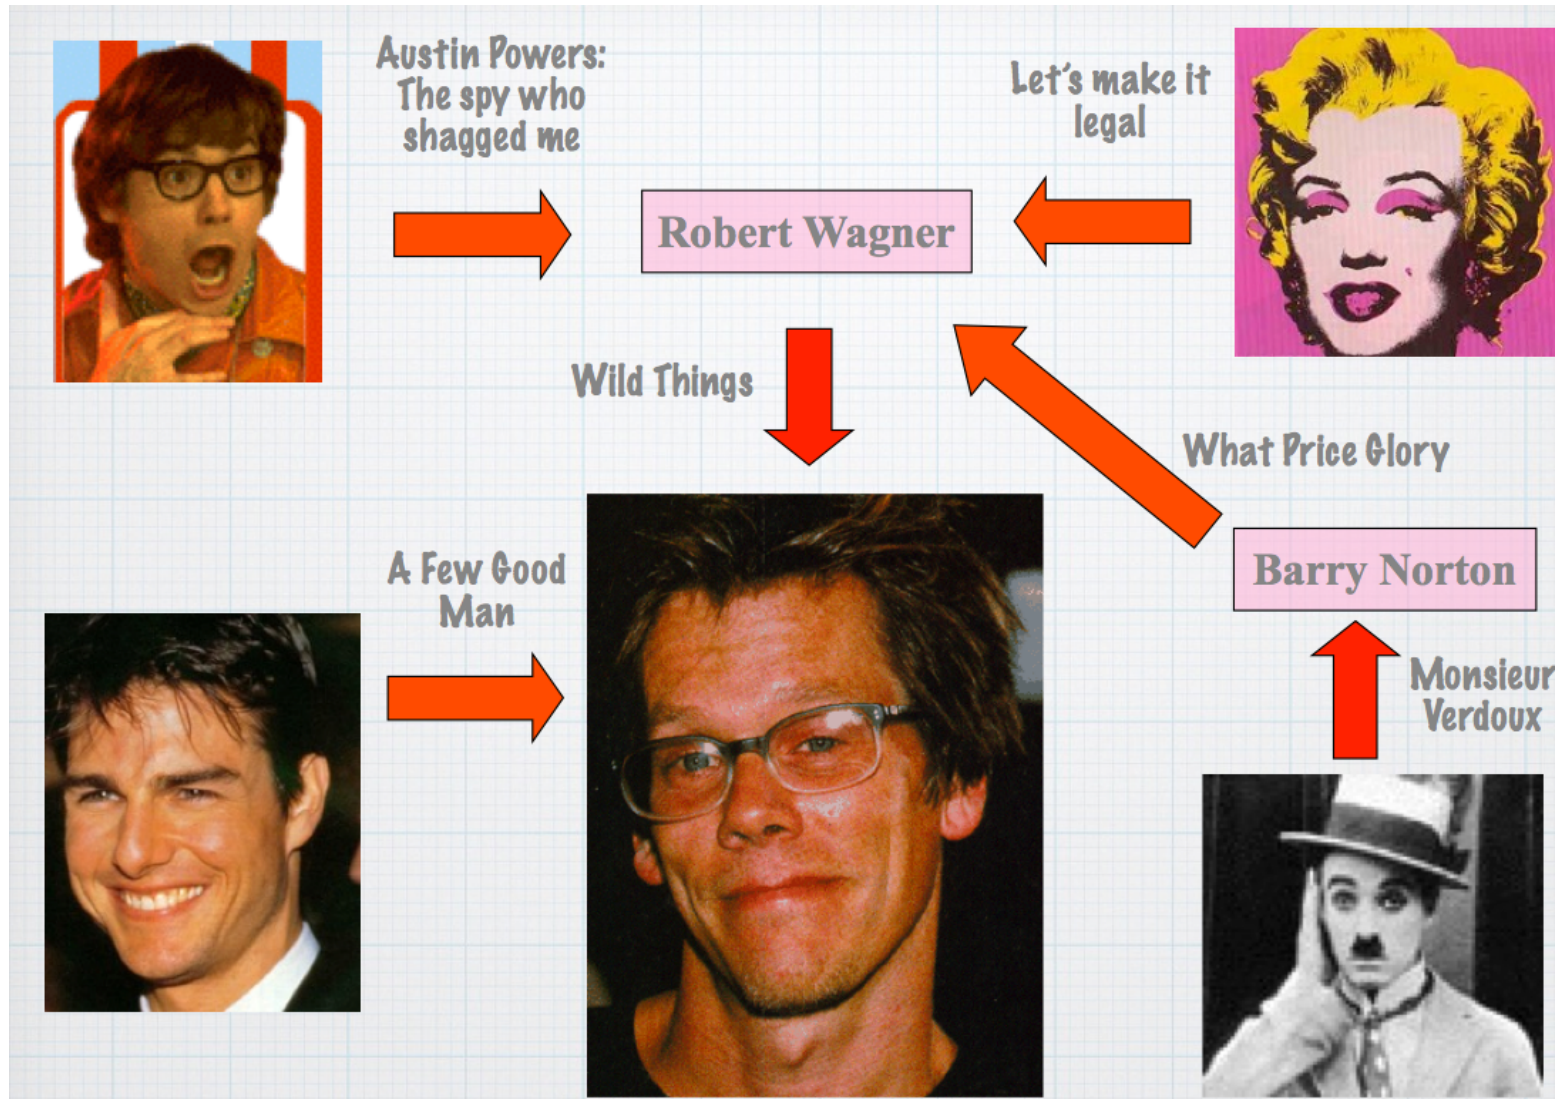 Austin Powers:
The spy who
shagged me
Let's make it
legal
Robert Wagner
Wild Things
What Price Glory
A Few Good
Man
Barry Norton
Monsieur
Verdoux